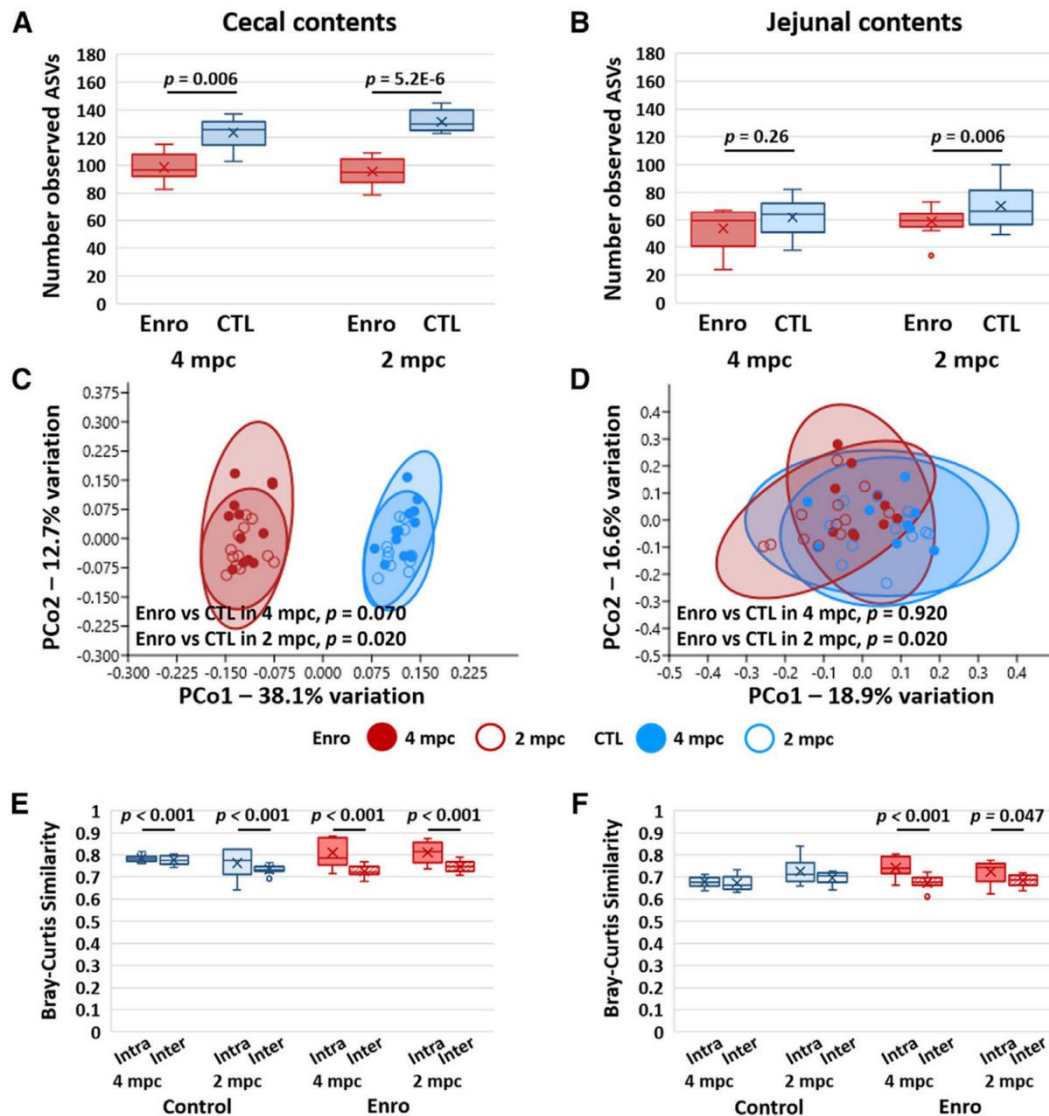 A
Cecal contents
Number observed ASVs
180
160
140
120
100
80
60
40
20
0
p = 0.006
p = 5.2E-6
Enro CTL Enro CTL
4 mpc 2 mpc
B
Jejunal contents
Number observed ASVs
180
160
140
120
100
80
60
40
20
0
p = 0.26
p = 0.006
Enro CTL Enro CTL
4 mpc 2 mpc
C
PCo2 – 12.7% variation
0.375
0.300
0.225
0.150
0.075
0.000
-0.075
-0.150
-0.225
-0.300
Enro vs CTL in 4 mpc, p = 0.070
Enro vs CTL in 2 mpc, p = 0.020
-0.300 -0.225 -0.150 -0.075 0.000 0.075 0.150 0.225
PCo1 – 38.1% variation
D
PCo2 – 16.6% variation
0.4
0.3
0.2
0.1
0.0
-0.1
-0.2
-0.3
-0.4
-0.5
Enro vs CTL in 4 mpc, p = 0.920
Enro vs CTL in 2 mpc, p = 0.020
-0.5 -0.4 -0.3 -0.2 -0.1 0.0 0.1 0.2 0.3 0.4
PCo1 – 18.9% variation
Enro 4 mpc 2 mpc CTL 4 mpc 2 mpc
E
Bray-Curtis Similarity
1
0.9
0.8
0.7
0.6
0.5
0.4
0.3
0.2
0.1
0
p < 0.001 p < 0.001 p < 0.001 p < 0.001
Intra Inter Intra Inter Intra Inter Intra Inter
4 mpc 2 mpc 4 mpc 2 mpc
Control Enro
F
Bray-Curtis Similarity
1
0.9
0.8
0.7
0.6
0.5
0.4
0.3
0.2
0.1
0
p < 0.001 p = 0.047
Intra Inter Intra Inter Intra Inter Intra Inter
4 mpc 2 mpc 4 mpc 2 mpc
Control Enro